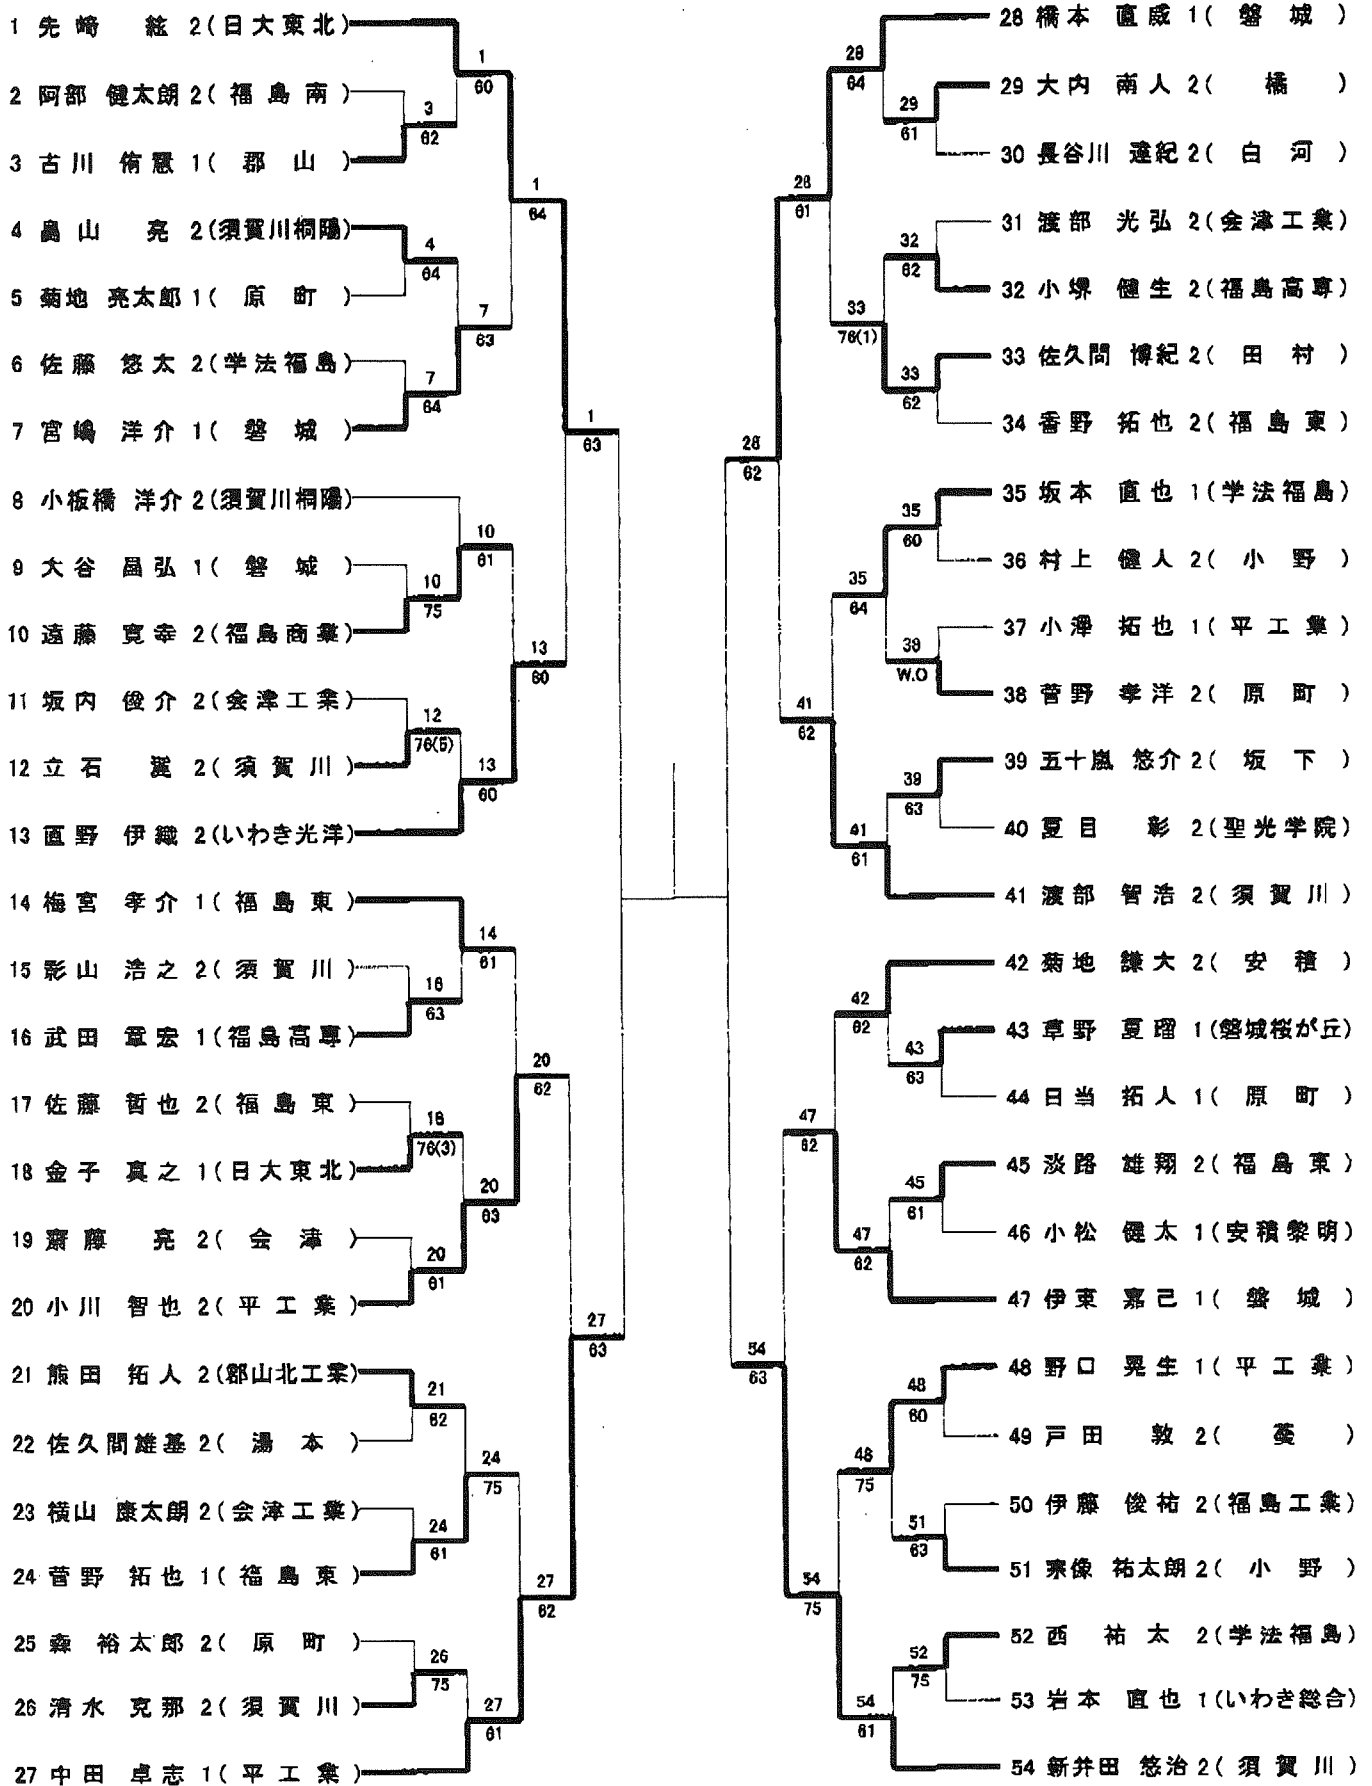 1 先崎 絃 2(日大東北)
2 阿部 健太朗 2(福島南)
3 古川 侑慧 1(郡山)
4 畠山 亮 2(須賀川桐陽)
5 菊地 亮太郎 1(原町)
6 佐藤 悠太 2(学法福島)
7 宮嶋 洋介 1(磐城)
8 小板橋 洋介 2(須賀川桐陽)
9 大谷 昌弘 1(磐城)
10 遠藤 寛幸 2(福島商業)
11 坂内 俊介 2(会津工業)
12 立石 2(須賀川)
13 直野 伊織 2(いわき光洋)
14 梅宮 孝介 1(福島東)
15 影山 浩之 2(須賀川)
16 武田 章宏 1(福島高専)
17 佐藤 哲也 2(福島東)
18 金子 真之 1(日大東北)
19 齋藤 亮 2(会津)
20 小川 智也 2(平工業)
21 熊田 拓人 2(郡山北工業)
22 佐久間雄基 2(湯本)
23 横山 康太朗 2(会津工業)
24 菅野 拓也 1(福島東)
25 森 裕太郎 2(原町)
26 清水 克那 2(須賀川)
27 中田 卓志 1(平工業)
1
60
3
62
1
64
4
64
7
63
7
64
1
63
10
61
10
75
13
60
12
76(5)
13
60
14
61
16
63
20
62
18
76(3)
20
63
20
61
27
63
21
62
24
75
24
61
27
62
26
75
27
61
28
64
29
61
28
61
32
62
33
76(1)
33
62
28
62
35
60
35
64
38
W.O
41
62
39
63
41
61
42
62
43
63
47
62
45
61
47
62
54
63
48
60
48
75
51
63
54
75
52
75
54
61
28 橋本 直威 1(磐城)
29 大内 南人 2(橘)
30 長谷川 達紀 2(白河)
31 渡部 光弘 2(会津工業)
32 小堺 健生 2(福島高専)
33 佐久間 博紀 2(田村)
34 香野 拓也 2(福島東)
35 坂本 直也 1(学法福島)
36 村上 健人 2(小野)
37 小澤 拓也 1(平工業)
38 菅野 孝洋 2(原町)
39 五十嵐 悠介 2(坂下)
40 夏目 彰 2(聖光学院)
41 渡部 智浩 2(須賀川)
42 菊地 謙大 2(安積)
43 草野 夏瑠 1(磐城桜が丘)
44 日当 拓人 1(原町)
45 淡路 雄翔 2(福島東)
46 小松 健太 1(安積黎明)
47 伊東 嘉己 1(磐城)
48 野口 晃生 1(平工業)
49 戸田 敦 2(葵)
50 伊藤 俊祐 2(福島工業)
51 宗像 祐太朗 2(小野)
52 西 祐太 2(学法福島)
53 岩本 直也 1(いわき総合)
54 新井田 悠治 2(須賀川)